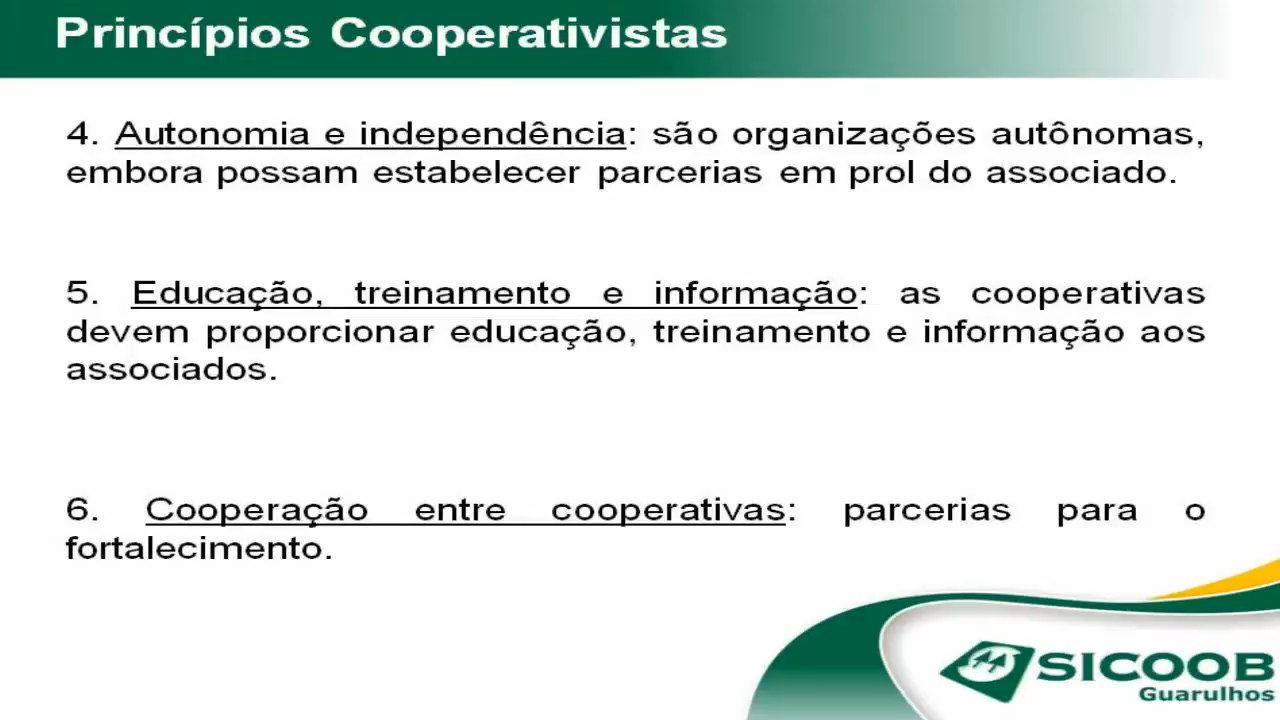 Princípios Cooperativistas
4. Autonomia e independência: são organizações autônomas,
embora possam estabelecer parcerias em prol do associado.
5. Educação, treinamento e informação: as cooperativas
devem proporcionar educação, treinamento e informação aos
associados.
6. Cooperação entre cooperativas: parcerias para o
fortalecimento.
SICOOB
Guarulhos